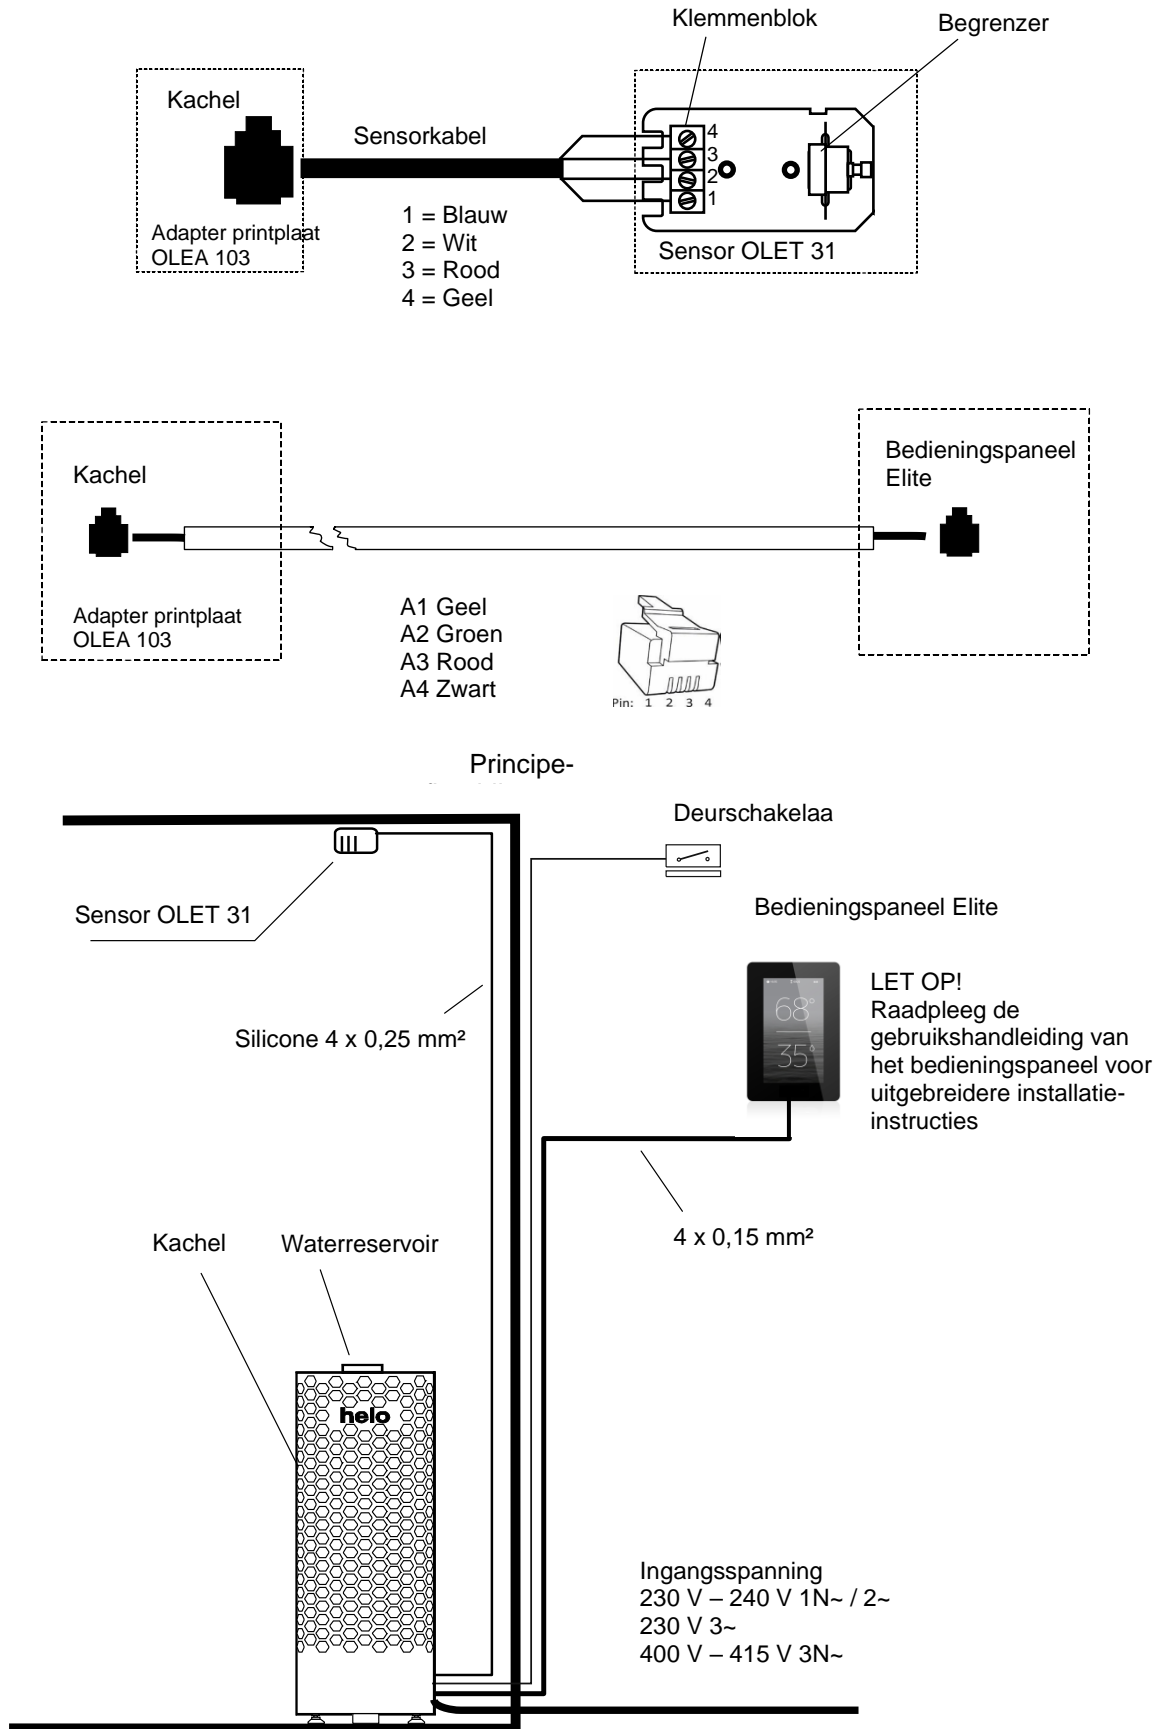 Klemmenblok
Begrenzer
Kachel
Sensorkabel
4
3
2
1
Adapter printplaat
OLEA 103
1 = Blauw
2 = Wit
3 = Rood
4 = Geel
Sensor OLET 31
Kachel
Bedieningspaneel
Elite
Adapter printplaat
OLEA 103
A1 Geel
A2 Groen
A3 Rood
A4 Zwart
Pin: 1 2 3 4
Principe-
Deurschakelaa
Sensor OLET 31
Bedieningspaneel Elite
68°
35°
LET OP!
Raadpleeg de
gebruikshandleiding van
het bedieningspaneel voor
uitgebreidere installatie-
instructies
Silicone 4 x 0,25 mm²
4 x 0,15 mm²
Kachel
Waterreservoir
helo
Ingangsspanning
230 V – 240 V 1N~ / 2~
230 V 3~
400 V – 415 V 3N~